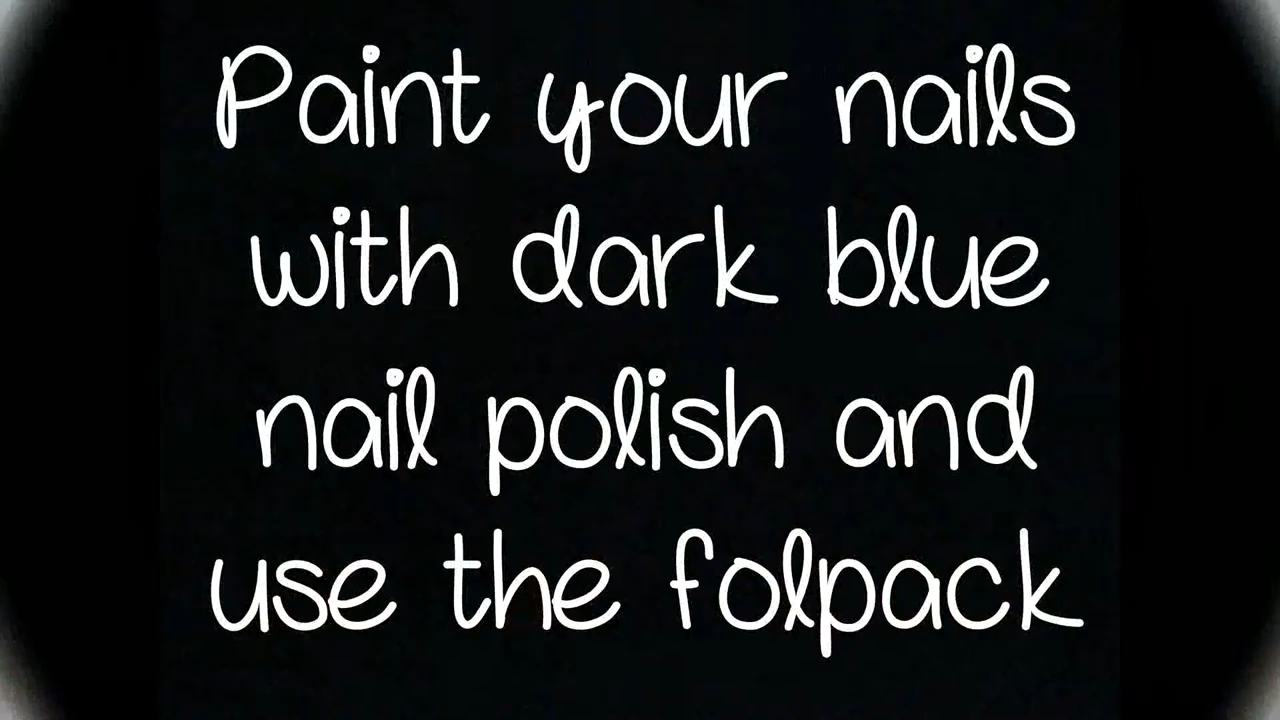 Paint your nails
with dark blue
nail polish and
use the folpack